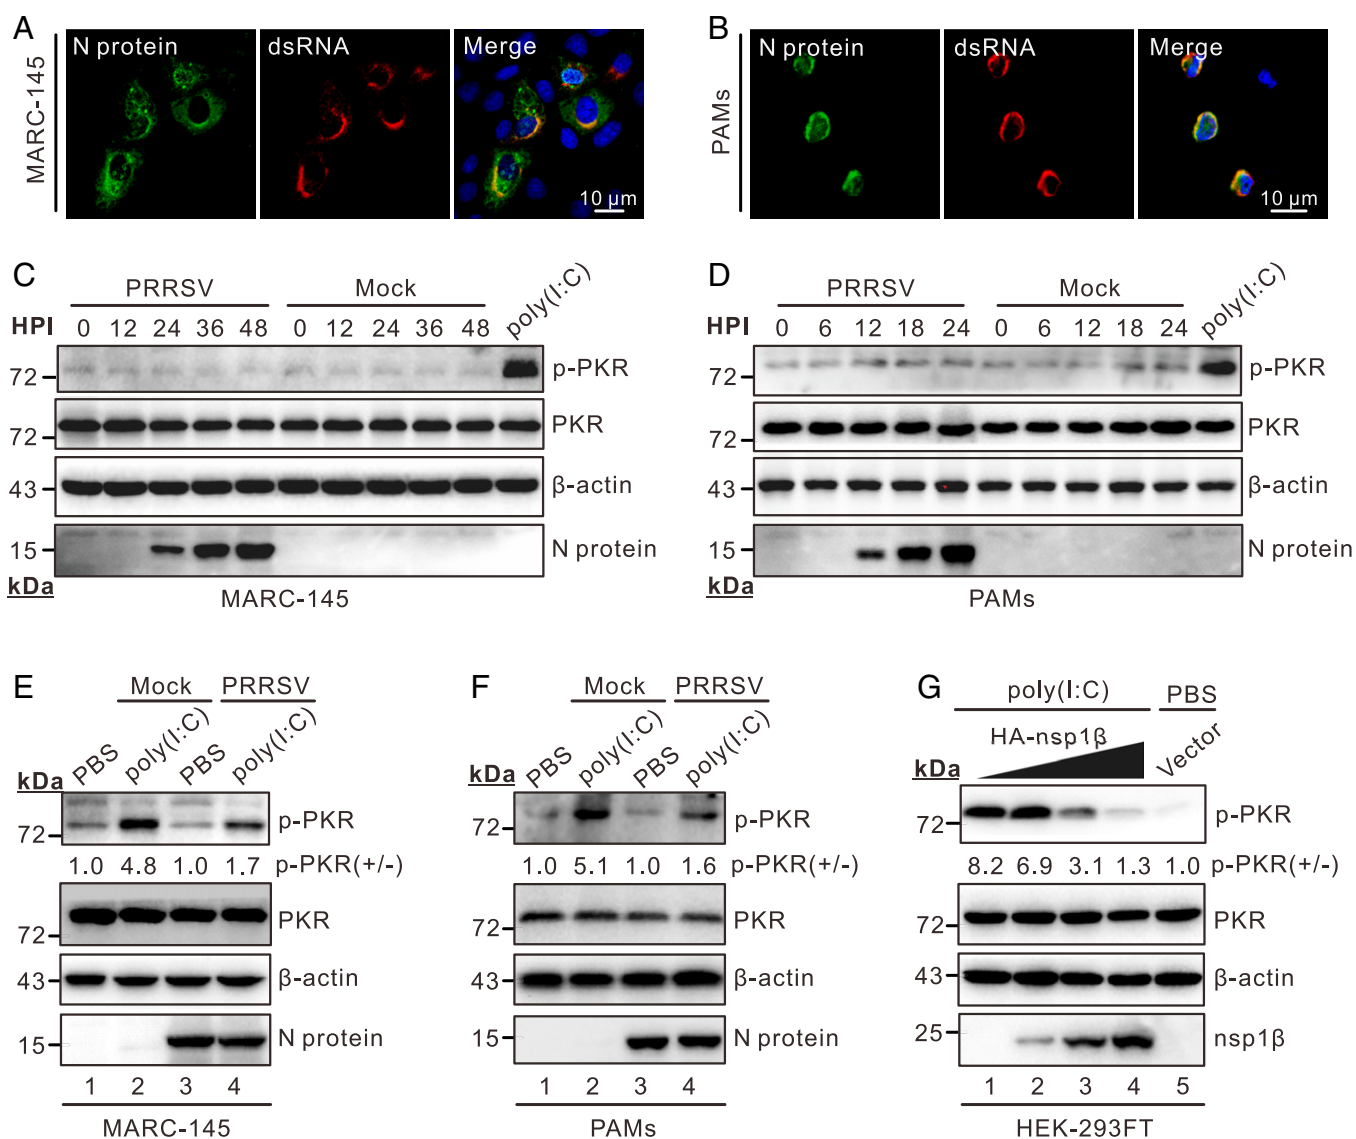 A
MARC-145
N protein
dsRNA
Merge
10 µm
B
PAMs
N protein
dsRNA
Merge
10 µm
C
PRRSV Mock poly(I:C)
HPI 0 12 24 36 48 0 12 24 36 48
72 p-PKR
72 PKR
43 β-actin
15 N protein
kDa
MARC-145
D
PRRSV Mock poly(I:C)
HPI 0 6 12 18 24 0 6 12 18 24
72 p-PKR
72 PKR
43 β-actin
15 N protein
kDa
PAMs
E
Mock PRRSV
kDa PBS poly(I:C) PBS poly(I:C)
72 p-PKR
1.0 4.8 1.0 1.7 p-PKR(+/-)
72 PKR
43 β-actin
15 N protein
1 2 3 4
MARC-145
F
Mock PRRSV
kDa PBS poly(I:C) PBS poly(I:C)
72 p-PKR
1.0 5.1 1.0 1.6 p-PKR(+/-)
72 PKR
43 β-actin
15 N protein
1 2 3 4
PAMs
G
poly(I:C) PBS
HA-nsp1β Vector
kDa
72 p-PKR
8.2 6.9 3.1 1.3 1.0 p-PKR(+/-)
72 PKR
43 β-actin
25 nsp1β
1 2 3 4 5
HEK-293FT